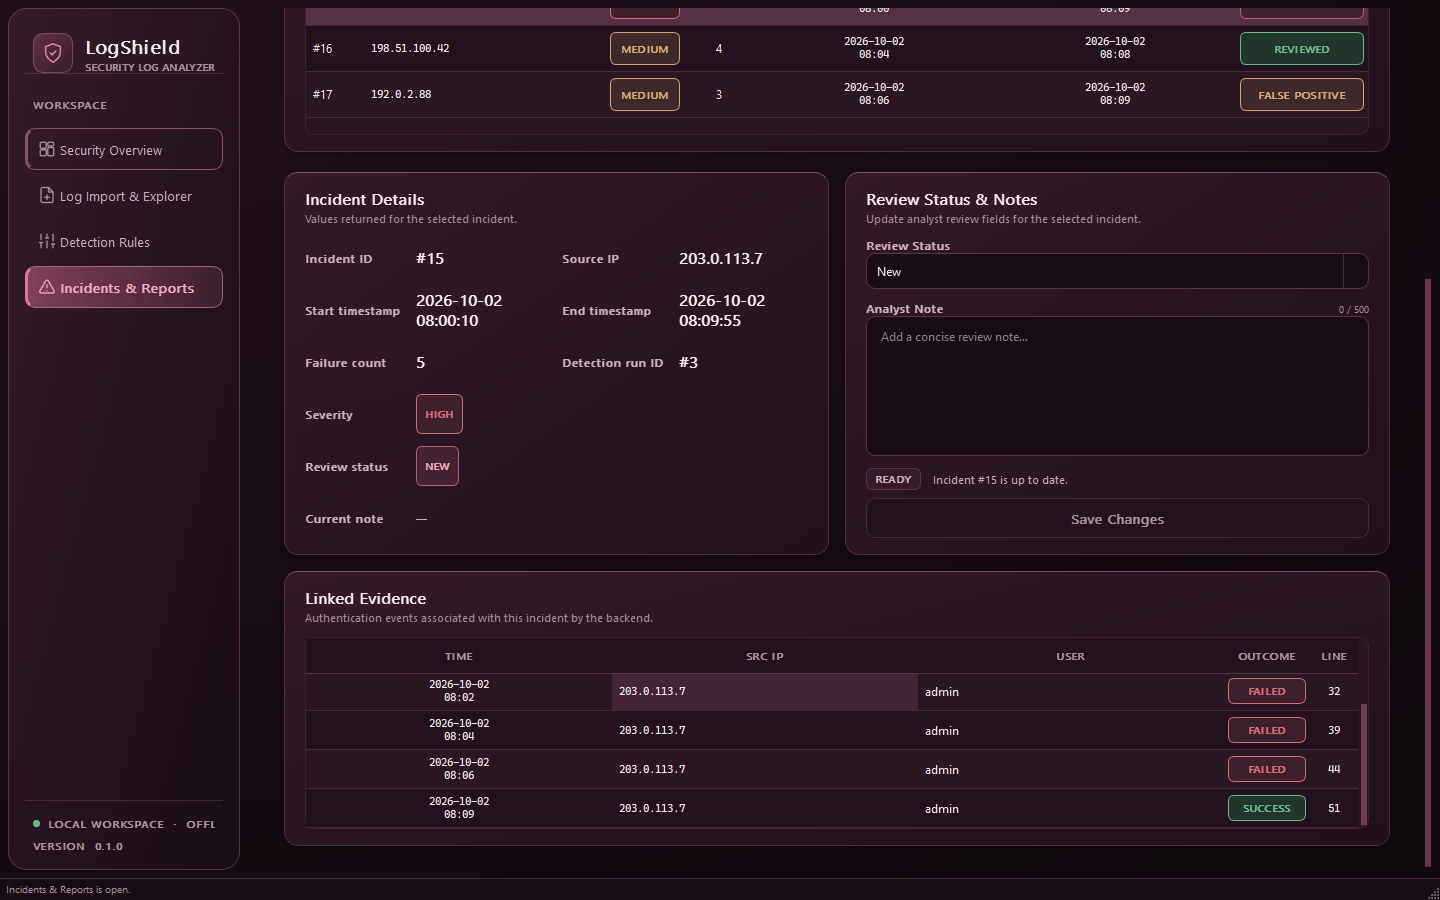 LogShield
SECURITY LOG ANALYZER
WORKSPACE
Security Overview
Log Import & Explorer
Detection Rules
Incidents & Reports
LOCAL WORKSPACE · OFFL
VERSION 0.1.0
08:00 08:09
#16 198.51.100.42 MEDIUM 4 2026-10-02 08:04 2026-10-02 08:08 REVIEWED
#17 192.0.2.88 MEDIUM 3 2026-10-02 08:06 2026-10-02 08:09 FALSE POSITIVE
Incident Details
Values returned for the selected incident.
Incident ID #15 Source IP 203.0.113.7
Start timestamp 2026-10-02 08:00:10 End timestamp 2026-10-02 08:09:55
Failure count 5 Detection run ID #3
Severity HIGH
Review status NEW
Current note —
Review Status & Notes
Update analyst review fields for the selected incident.
Review Status
New
Analyst Note 0 / 500
Add a concise review note...
READY Incident #15 is up to date.
Save Changes
Linked Evidence
Authentication events associated with this incident by the backend.
TIME SRC IP USER OUTCOME LINE
2026-10-02 08:02 203.0.113.7 admin FAILED 32
2026-10-02 08:04 203.0.113.7 admin FAILED 39
2026-10-02 08:06 203.0.113.7 admin FAILED 44
2026-10-02 08:09 203.0.113.7 admin SUCCESS 51
Incidents & Reports is open.